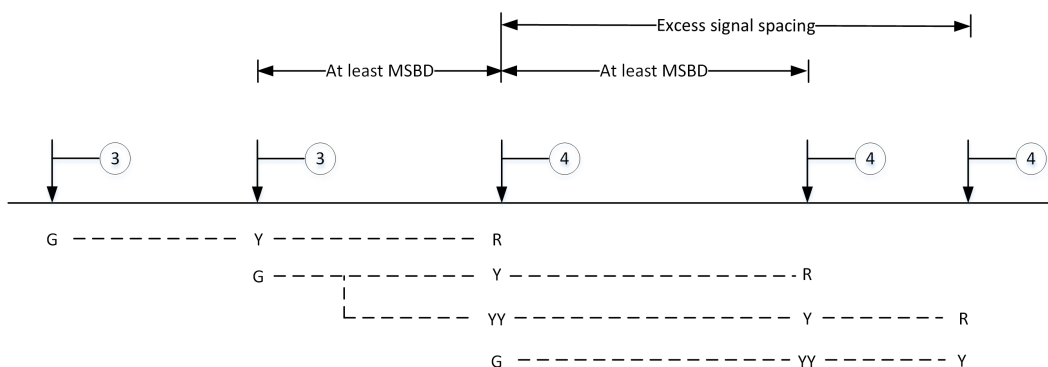 Excess signal spacing
At least MSBD At least MSBD
3 3 4 4 4
G Y R
G Y R
YY Y R
G YY Y